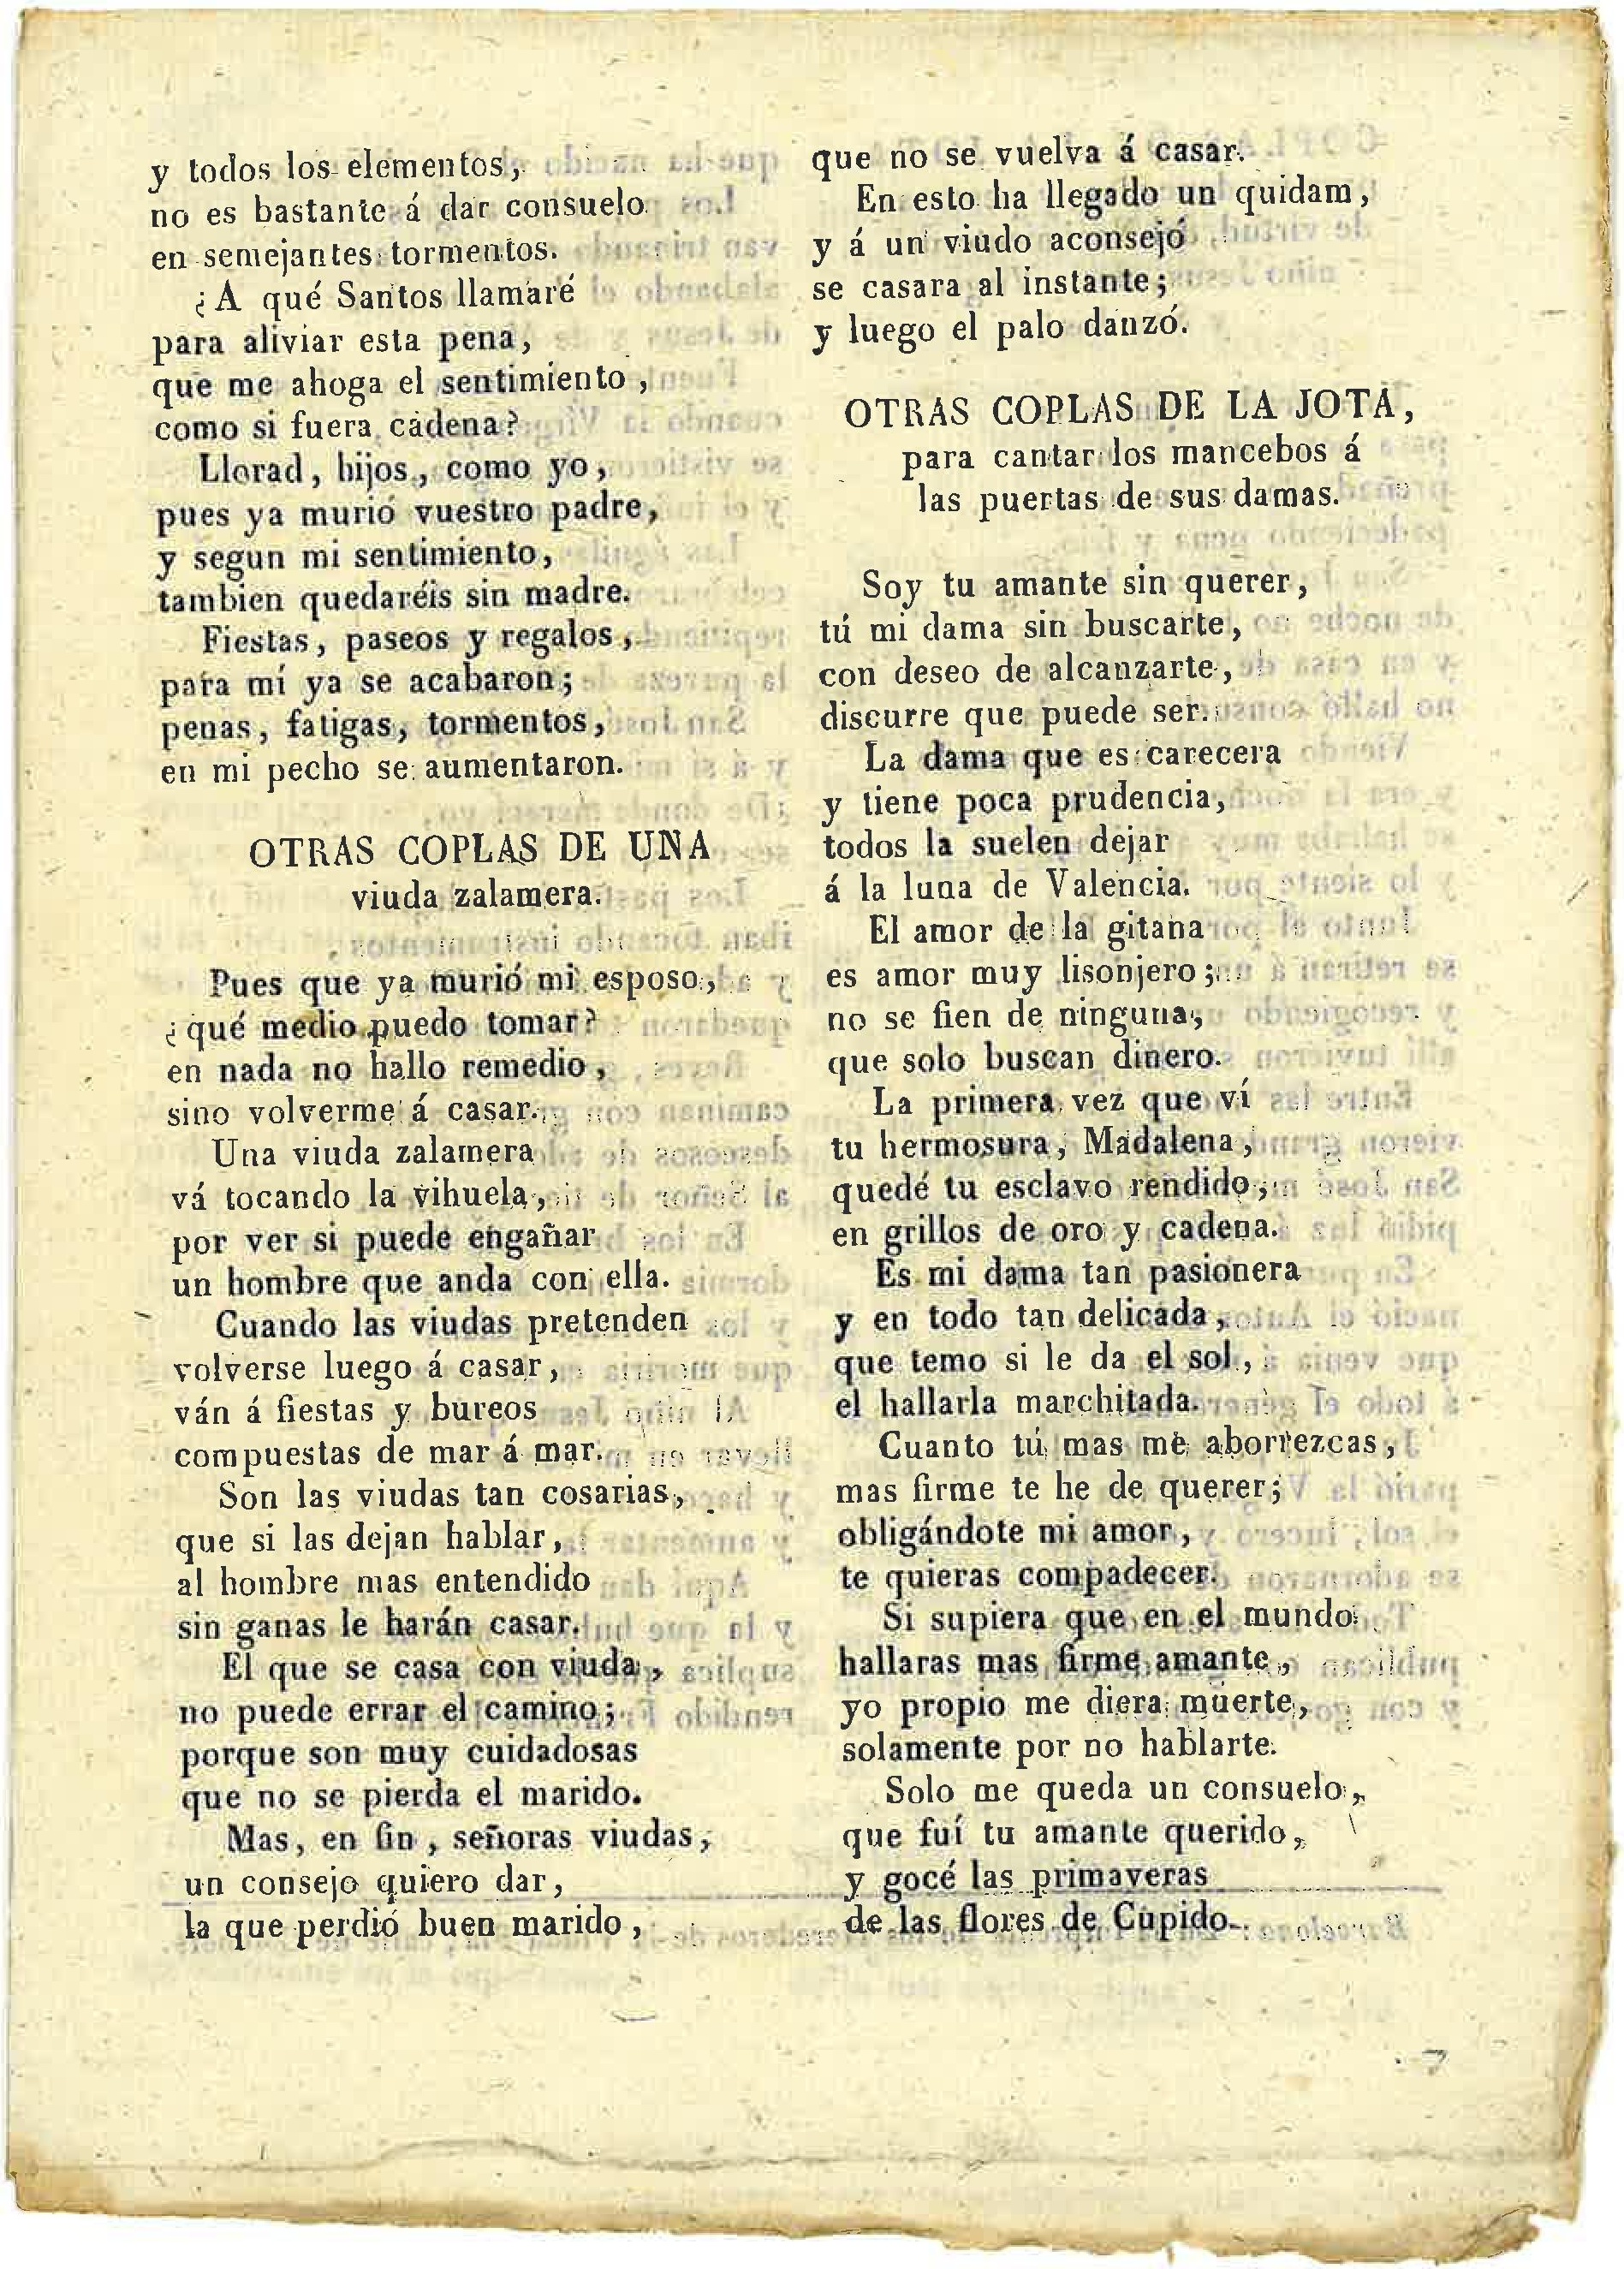 y todos los elementos,
no es bastante á dar consuelo
en semejantes tormentos.
¿A qué Santos llamaré
para aliviar esta pena,
que me ahoga el sentimiento,
como si fuera cadena?
Llorad, hijos, como yo,
pues ya murió vuestro padre,
y segun mi sentimiento,
tambien quedaréis sin madre.
Fiestas, paseos y regalos,
para mí ya se acabaron;
penas, fatigas, tormentos,
en mi pecho se aumentaron.
OTRAS COPLAS DE UNA
viuda zalamera.
Pues que ya murió mi esposo,
¿qué medio puedo tomar?
en nada no hallo remedio,
sino volverme á casar.
Una viuda zalamera
vá tocando la vihuela,
por ver si puede engañar
un hombre que anda con ella.
Cuando las viudas pretenden
volverse luego á casar,
ván á fiestas y bureos
compuestas de mar á mar.
Son las viudas tan cosarias,
que si las dejan hablar,
al hombre mas entendido
sin ganas le harán casar.
El que se casa con viuda,
no puede errar el camino;
porque son muy cuidadosas
que no se pierda el marido.
Mas, en fin, señoras viudas,
un consejo quiero dar,
la que perdió buen marido,
que no se vuelva á casar.
En esto ha llegado un quidam,
y á un viudo aconsejó
se casara al instante;
y luego el palo danzó.
OTRAS COPLAS DE LA JOTA,
para cantar los mancebos á
las puertas de sus damas.
Soy tu amante sin querer,
tú mi dama sin buscarte,
con deseo de alcanzarte,
discurre que puede ser.
La dama que es carecera
y tiene poca prudencia,
todos la suelen dejar
á la luna de Valencia.
El amor de la gitana
es amor muy lisonjero;
no se fien de ninguna,
que solo buscan dinero.
La primera vez que ví
tu hermosura, Madalena,
quedé tu esclavo rendido,
en grillos de oro y cadena.
Es mi dama tan pasionera
y en todo tan delicada,
que temo si le da el sol,
el hallarla marchitada.
Cuanto tú mas me aborrezcas,
mas firme te he de querer;
obligándote mi amor,
te quieras compadecer.
Si supiera que en el mundo
hallaras mas firme amante,
yo propio me diera muerte,
solamente por no hablarte.
Solo me queda un consuelo,
que fuí tu amante querido,
y gocé las primaveras
de las flores de Cupido.